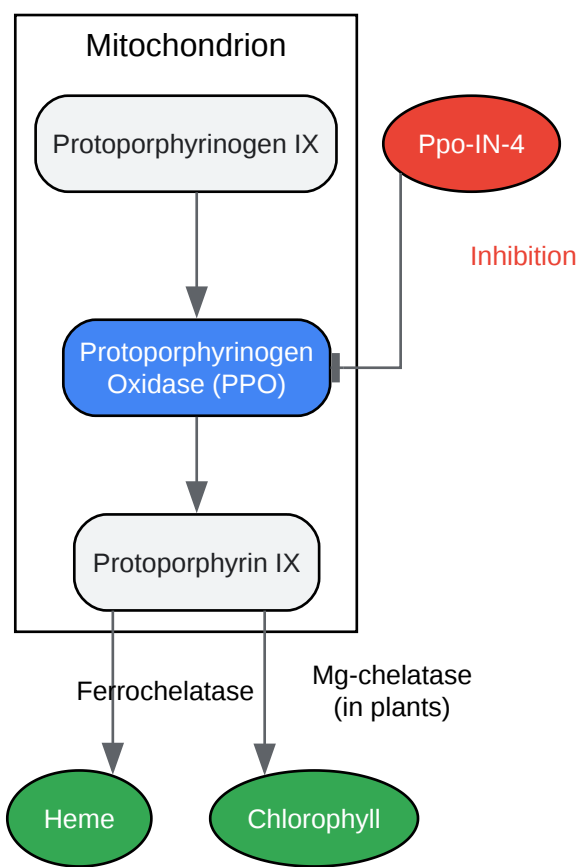 Mitochondrion
Protoporphyrinogen IX
Ppo-IN-4
Inhibition
Protoporphyrinogen
Oxidase (PPO)
Protoporphyrin IX
Ferrochelatase
Mg-chelatase
(in plants)
Heme
Chlorophyll